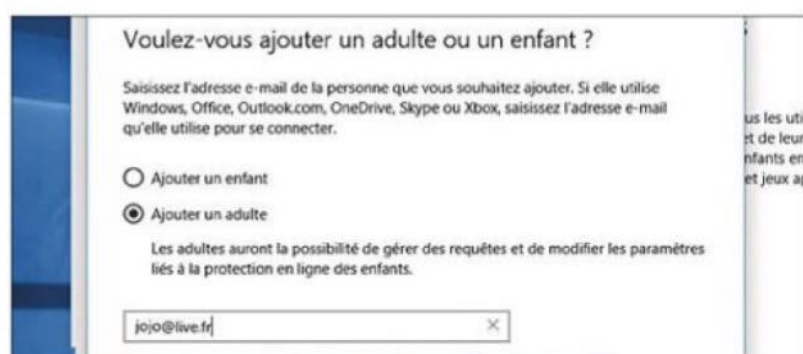 Voulez-vous ajouter un adulte ou un enfant ?
Saisissez l'adresse e-mail de la personne que vous souhaitez ajouter. Si elle utilise
Windows, Office, Outlook.com, OneDrive, Skype ou Xbox, saisissez l'adresse e-mail
qu'elle utilise pour se connecter.
us les uti
et de leur
nfants en
et jeux ap
Ajouter un enfant
Ajouter un adulte
Les adultes auront la possibilité de gérer des requêtes et de modifier les paramètres
liés à la protection en ligne des enfants.
jojo@live.fr